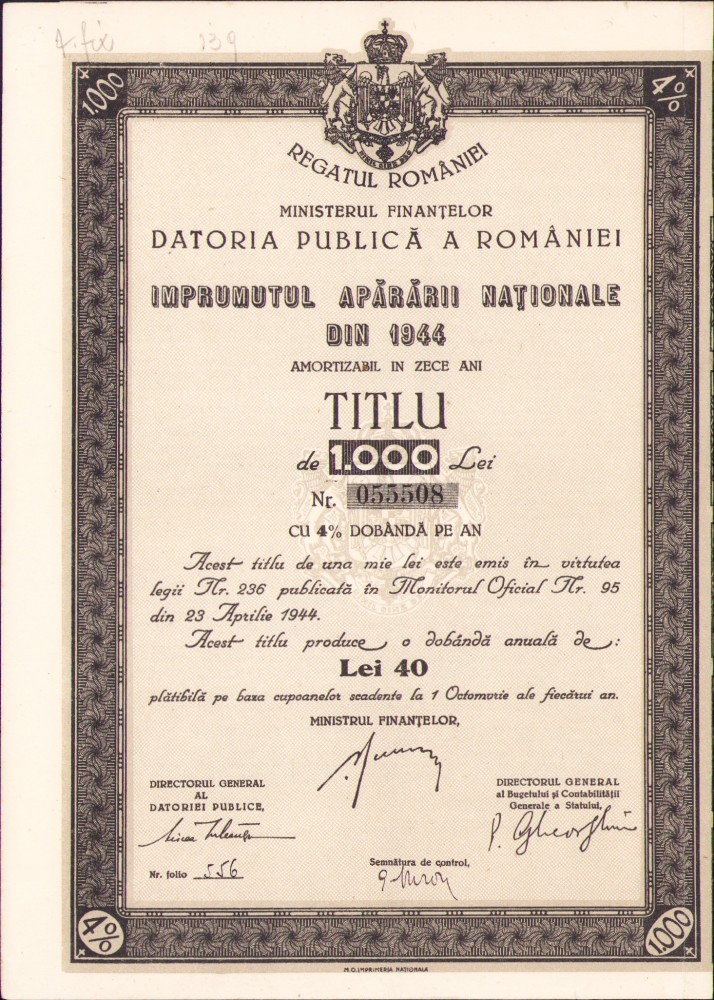 139
1.000
4%
REGATUL ROMÂNIEI
MINISTERUL FINANȚELOR
DATORIA PUBLICĂ A ROMÂNIEI
IMPRUMUTUL APĂRĂRII NAȚIONALE
DIN 1944
AMORTIZABIL IN ZECE ANI
TITLU
de 1.000 Lei
Nr. 055508
CU 4% DOBÂNDĂ PE AN
Acest titlu de una mie lei este emis în virtutea
legii Nr. 236 publicată in Monitorul Oficial Nr. 95
din 23 Aprilie 1944.
Acest titlu produce o dobândă anuală de:
Lei 40
plătibilă pe baza cupoanelor scadente la 1 Octomvrie ale fiecărui an.
MINISTRUL FINANȚELOR,
DIRECTORUL GENERAL
AL
DATORIEI PUBLICE,
DIRECTORUL GENERAL
al Bugetului și Contabilității
Generale a Statului,
P. Gheorghiu
Nr. folio 556
Semnătura de control,
4%
1.000
M.O. IMPRIMERIA NAȚIONALA